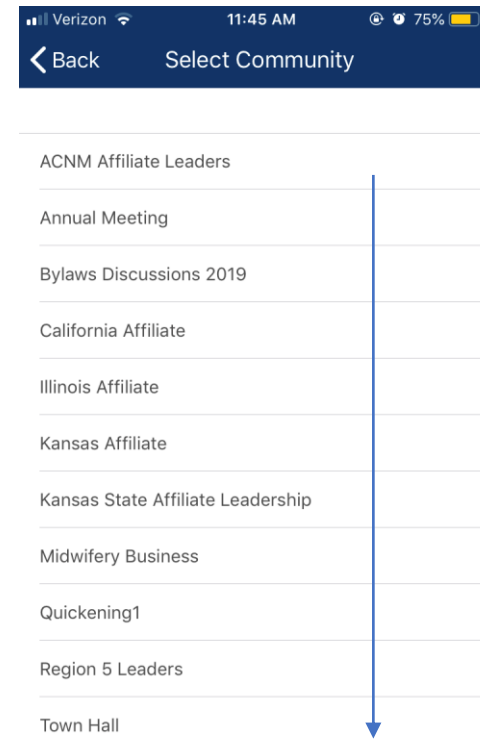 Verizon 11:45 AM 75%
Back Select Community
ACNM Affiliate Leaders
Annual Meeting
Bylaws Discussions 2019
California Affiliate
Illinois Affiliate
Kansas Affiliate
Kansas State Affiliate Leadership
Midwifery Business
Quickening1
Region 5 Leaders
Town Hall